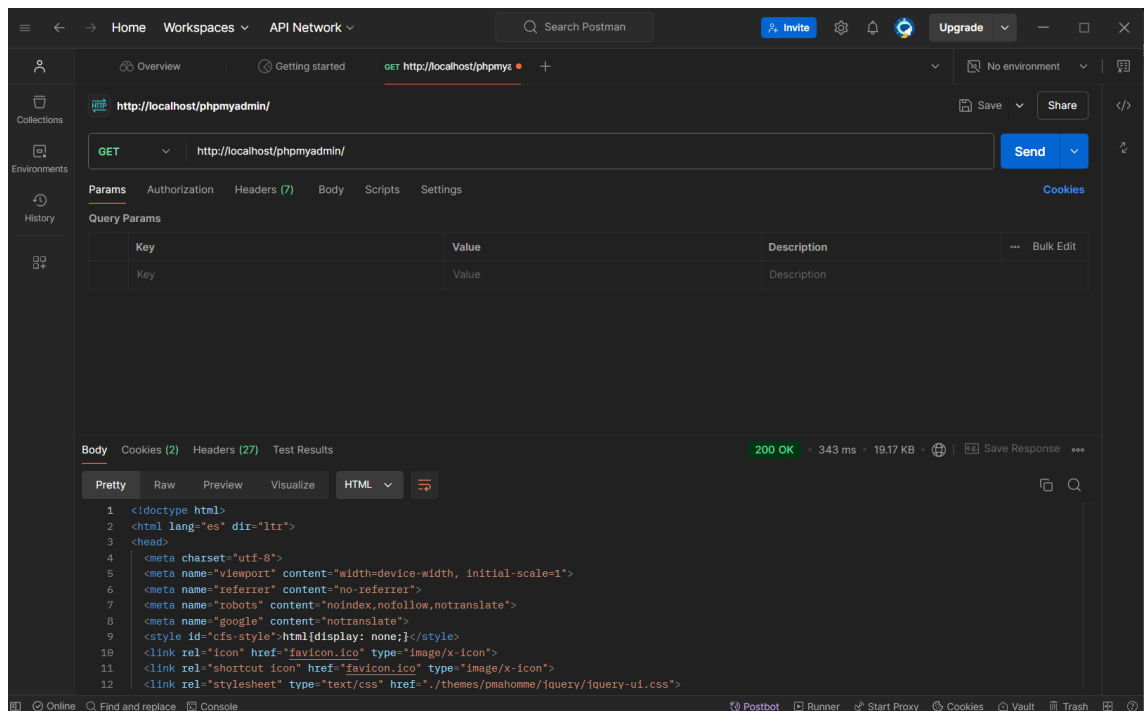 Home Workspaces API Network Search Postman Invite Upgrade
Overview Getting started GET http://localhost/phpmya No environment
HTTP http://localhost/phpmyadmin/ Save Share
Collections
GET http://localhost/phpmyadmin/ Send
Environments
Params Authorization Headers (7) Body Scripts Settings Cookies
History
Query Params
Key Value Description Bulk Edit
Key Value Description
Body Cookies (2) Headers (27) Test Results 200 OK 343 ms 19.17 KB e.g. Save Response
Pretty Raw Preview Visualize HTML
1 <!doctype html>
2 <html lang="es" dir="ltr">
3 <head>
4 <meta charset="utf-8">
5 <meta name="viewport" content="width=device-width, initial-scale=1">
6 <meta name="referrer" content="no-referrer">
7 <meta name="robots" content="noindex,nofollow,notranslate">
8 <meta name="google" content="notranslate">
9 <style id="cfs-style">html{display: none;}</style>
10 <link rel="icon" href="favicon.ico" type="image/x-icon">
11 <link rel="shortcut icon" href="favicon.ico" type="image/x-icon">
12 <link rel="stylesheet" type="text/css" href="./themes/pmahomme/jquery/jquery-ui.css">
Online Find and replace Console Postbot Runner Start Proxy Cookies Vault Trash